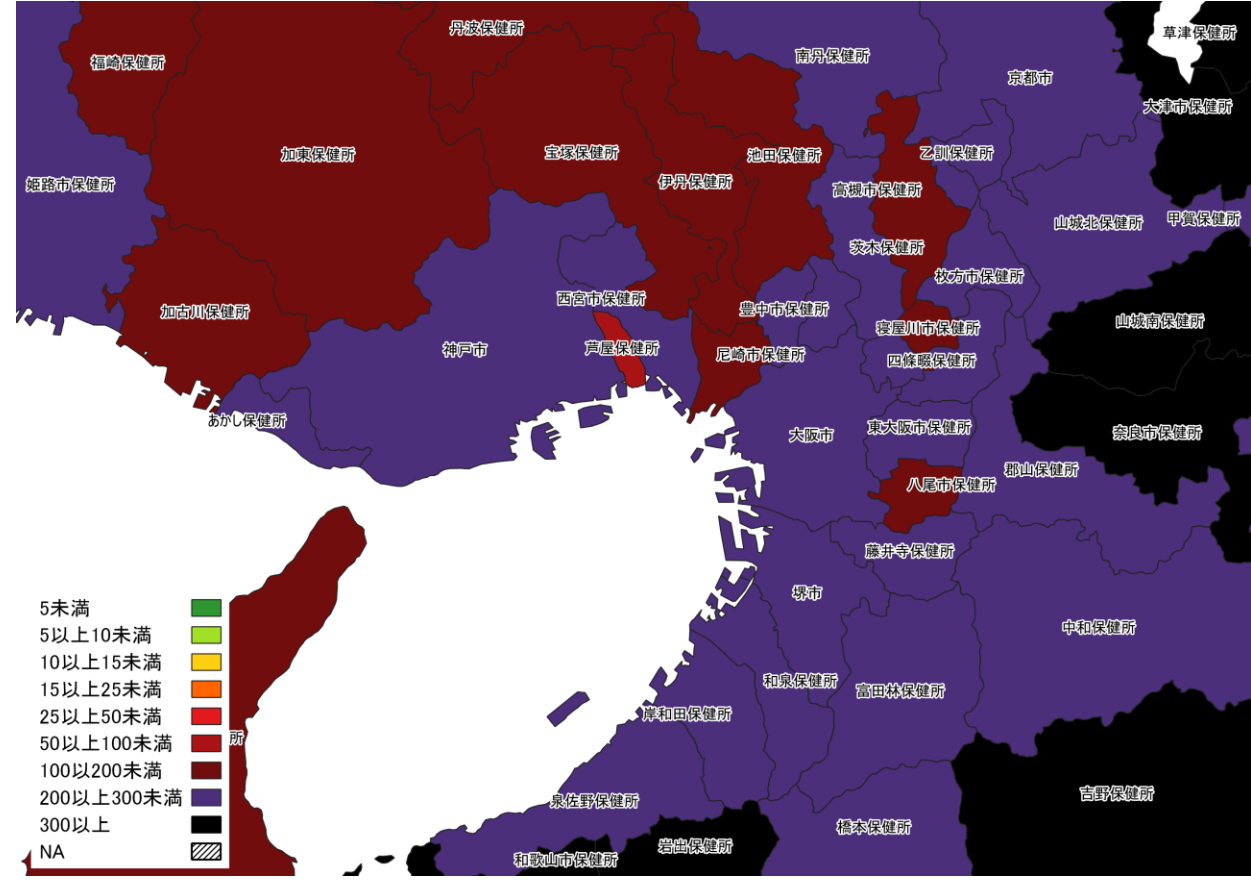 丹波保健所
草津保健所
福崎保健所
南丹保健所
京都市
大津市保健所
加東保健所
宝塚保健所
池田保健所
乙訓保健所
姫路市保健所
伊丹保健所
高槻市保健所
山城北保健所
甲賀保健所
茨木保健所
枚方市保健所
西宮市保健所
加古川保健所
豊中市保健所
山城南保健所
寝屋川市保健所
神戸市
芦屋保健所
尼崎市保健所
四條畷保健所
あかし保健所
大阪市
東大阪市保健所
奈良市保健所
郡山保健所
八尾市保健所
藤井寺保健所
堺市
中和保健所
和泉保健所
富田林保健所
岸和田保健所
所
泉佐野保健所
吉野保健所
橋本保健所
岩出保健所
和歌山市保健所
5未満
5以上10未満
10以上15未満
15以上25未満
25以上50未満
50以上100未満
100以200未満
200以上300未満
300以上
NA